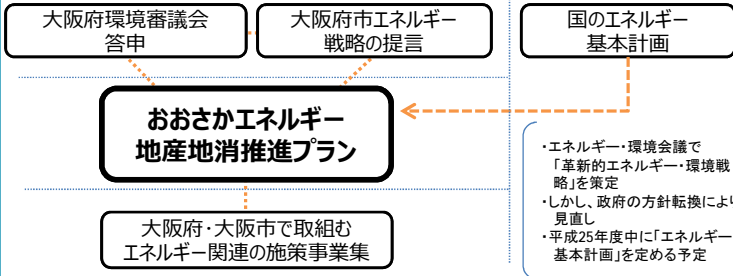 大阪府環境審議会
答申
大阪府市エネルギー
戦略の提言
国のエネルギー
基本計画
おおさかエネルギー
地産地消推進プラン
・エネルギー・環境会議で
「革新的エネルギー・環境戦
略」を策定
・しかし、政府の方針転換により
見直し
・平成25年度中に「エネルギー
基本計画」を定める予定
大阪府・大阪市で取組む
エネルギー関連の施策事業集